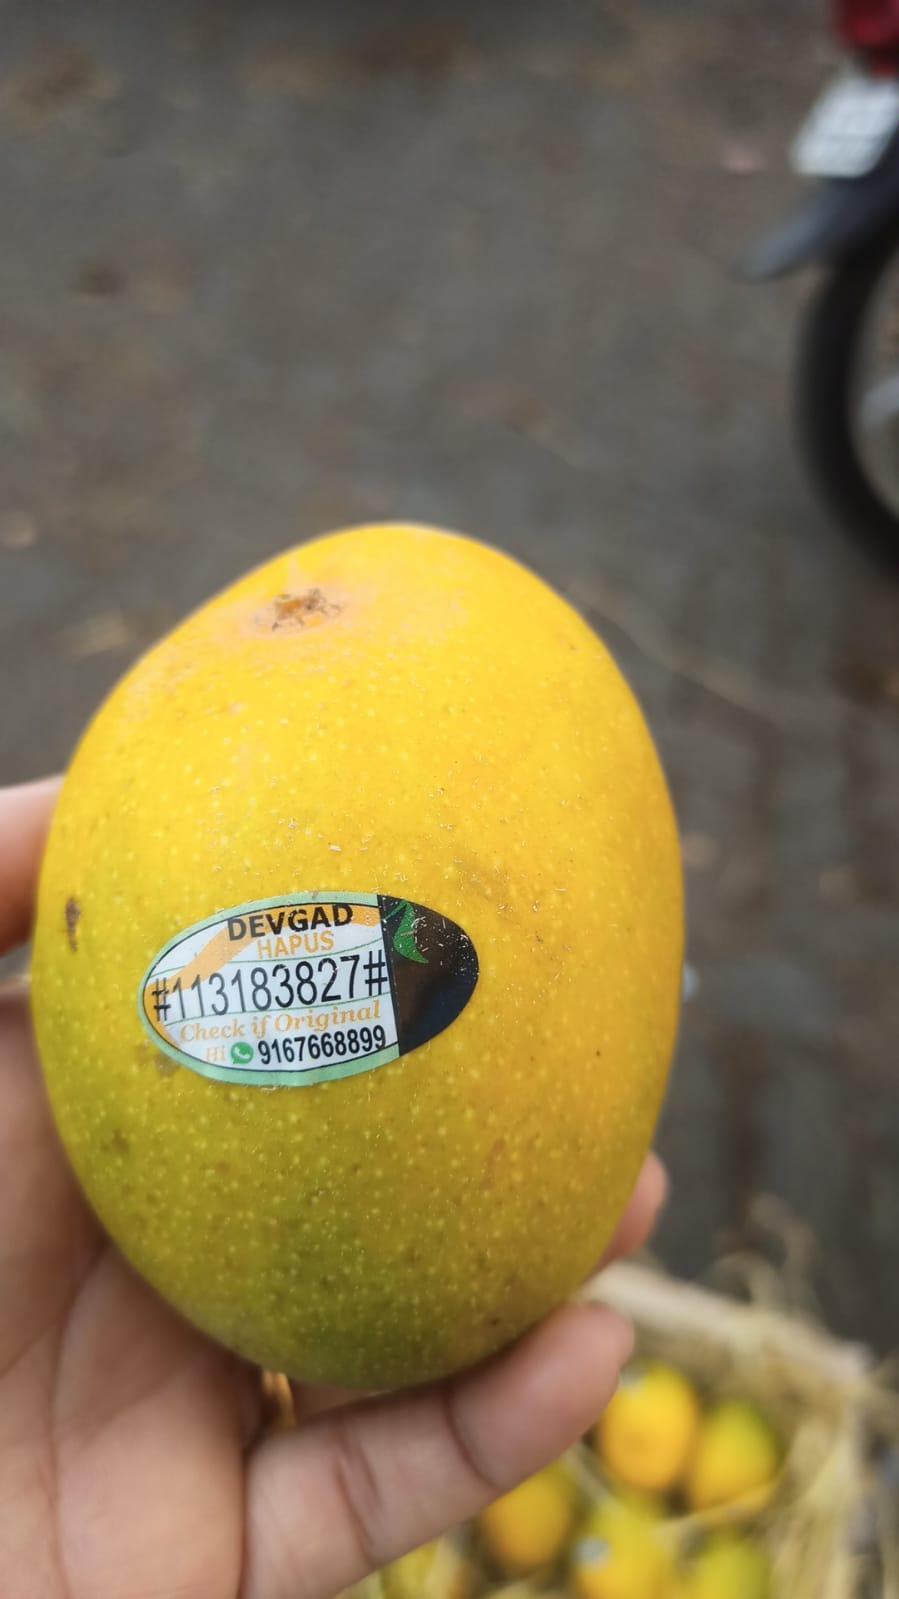 DEVGAD
HAPUS
#113183827#
Check if Original
Hi 9167668899